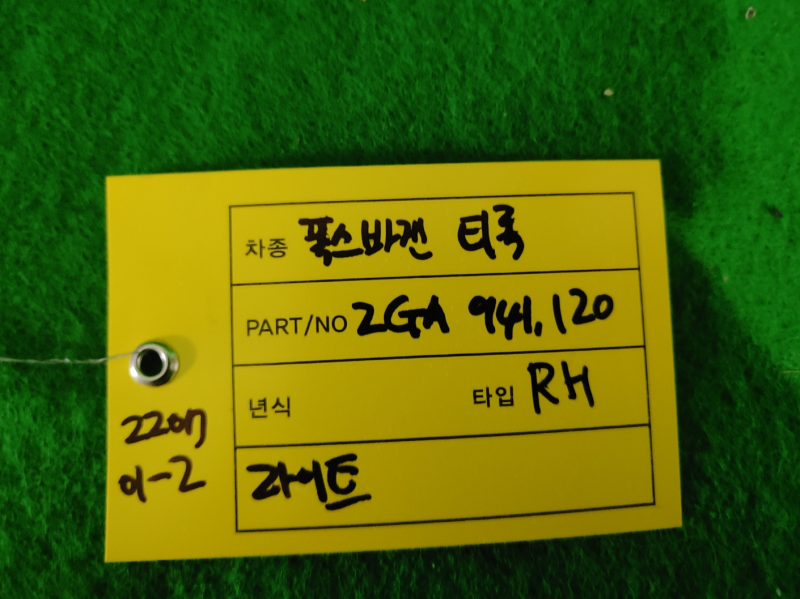 차종 폭스바겐 티록
PART/NO 2GA 941.120
년식 타입 RH
라이트
2207
01-2